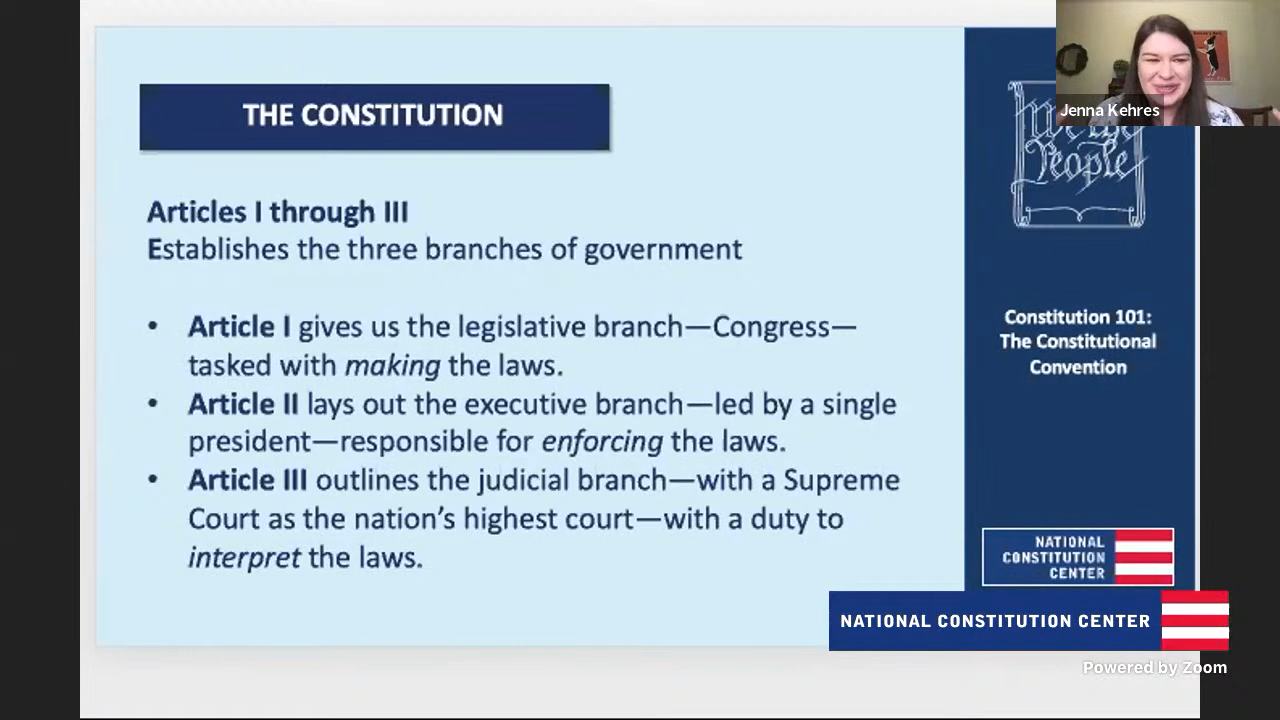 THE CONSTITUTION
Articles I through III
Establishes the three branches of government
• Article I gives us the legislative branch—Congress—
tasked with making the laws.
• Article II lays out the executive branch—led by a single
president—responsible for enforcing the laws.
• Article III outlines the judicial branch—with a Supreme
Court as the nation’s highest court—with a duty to
interpret the laws.
Jenna Kehres
We the
People
Constitution 101:
The Constitutional
Convention
NATIONAL
CONSTITUTION
CENTER
NATIONAL CONSTITUTION CENTER
Powered by Zoom